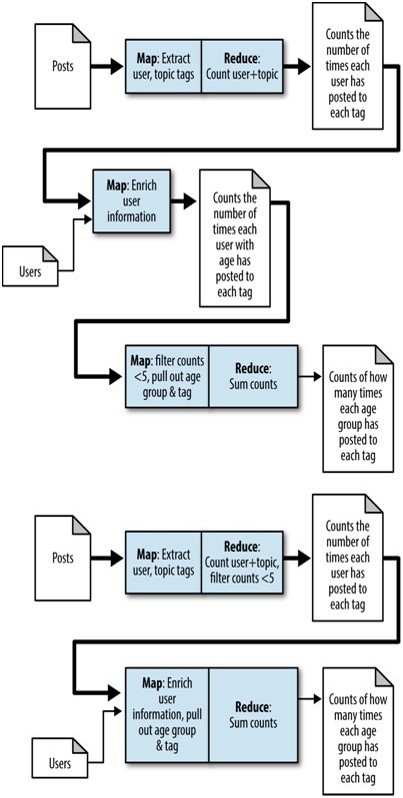 Posts
Map: Extract
user, topic tags
Reduce:
Count user+topic
Counts the
number of
times each
user has
posted to
each tag
Map: Enrich
user
information
Users
Counts the
number of
times each
user with
age has
posted to
each tag
Map: filter counts
<5, pull out age
group & tag
Reduce:
Sum counts
Counts of how
many times
each age
group has
posted to
each tag
Posts
Map: Extract
user, topic tags
Reduce:
Count user+topic,
filter counts <5
Counts the
number of
times each
user has
posted to
each tag
Map: Enrich
user
information, pull
out age group
& tag
Reduce:
Sum counts
Users
Counts of how
many times
each age
group has
posted to
each tag